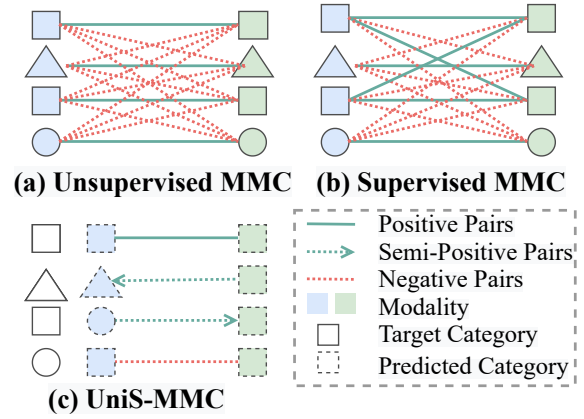 (a) Unsupervised MMC
(b) Supervised MMC
(c) UniS-MMC
Positive Pairs
Semi-Positive Pairs
Negative Pairs
Modality
Target Category
Predicted Category